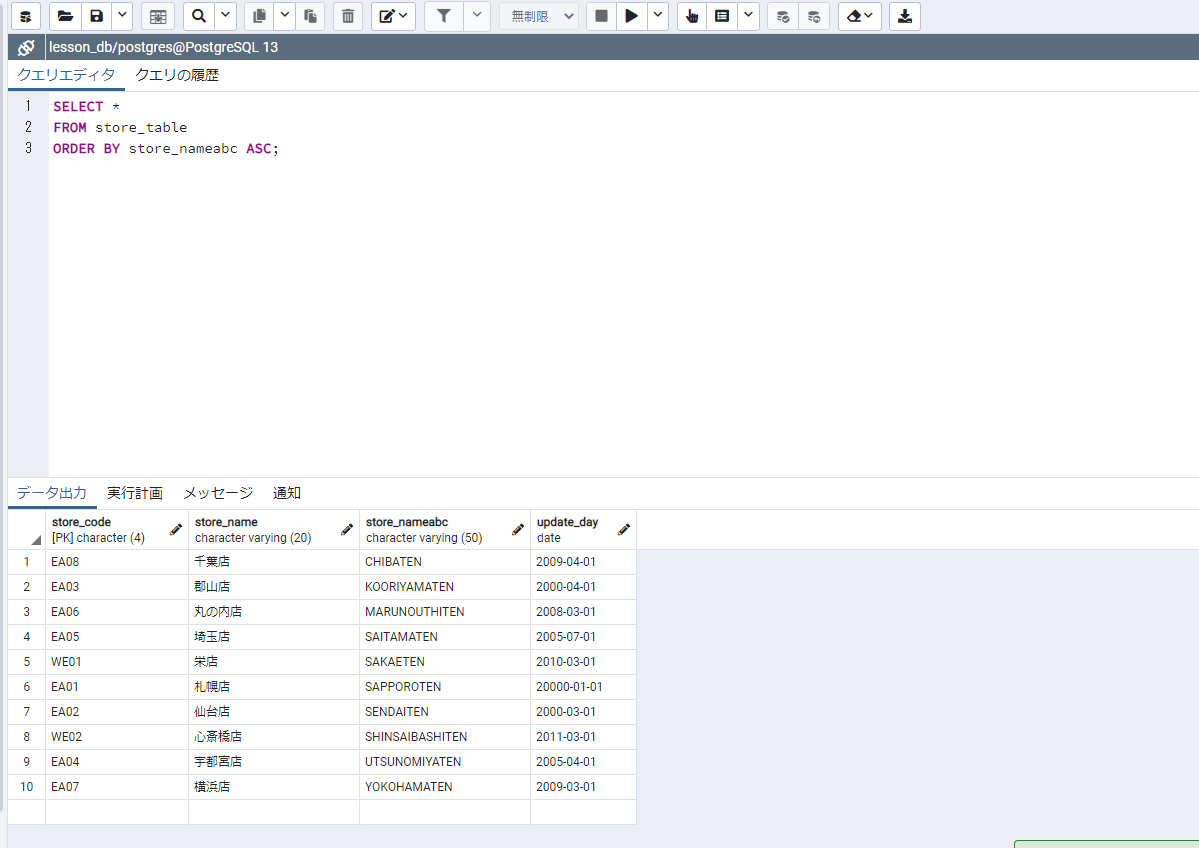 無制限
lesson_db/postgres@PostgreSQL 13
クエリエディタ クエリの履歴
1 SELECT *
2 FROM store_table
3 ORDER BY store_nameabc ASC;
データ出力 実行計画 メッセージ 通知
store_code store_name store_nameabc update_day
[PK] character (4) character varying (20) character varying (50) date
1 EA08 千葉店 CHIBATEN 2009-04-01
2 EA03 郡山店 KOORIYAMATEN 2000-04-01
3 EA06 丸の内店 MARUNOUTHITEN 2008-03-01
4 EA05 埼玉店 SAITAMATEN 2005-07-01
5 WE01 栄店 SAKAETEN 2010-03-01
6 EA01 札幌店 SAPPOROTEN 20000-01-01
7 EA02 仙台店 SENDAITEN 2000-03-01
8 WE02 心斎橋店 SHINSAIBASHITEN 2011-03-01
9 EA04 宇都宮店 UTSUNOMIYATEN 2005-04-01
10 EA07 横浜店 YOKOHAMATEN 2009-03-01